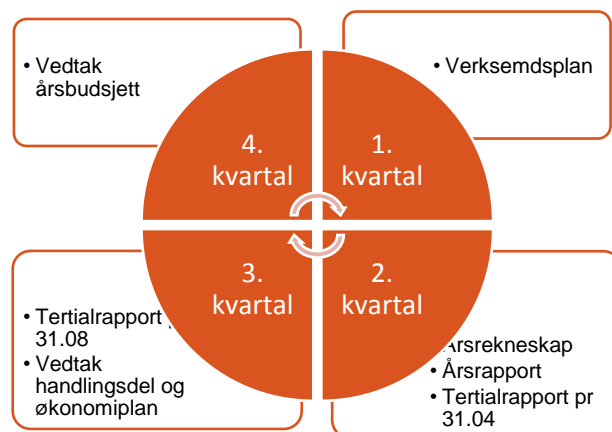 • Vedtak
årsbudsjett
• Verksemdsplan
4.
kvartal
1.
kvartal
3.
kvartal
2.
kvartal
• Tertialrapport
31.08
• Vedtak
handlingsdel og
økonomiplan
Årsrekneskap
• Årsrapport
• Tertialrapport pr
31.04